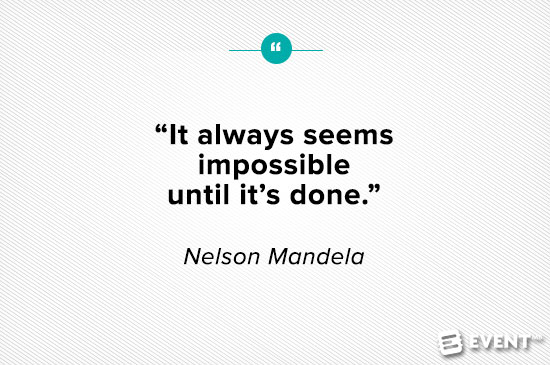 “It always seems
impossible
until it’s done.”
Nelson Mandela
EVENT